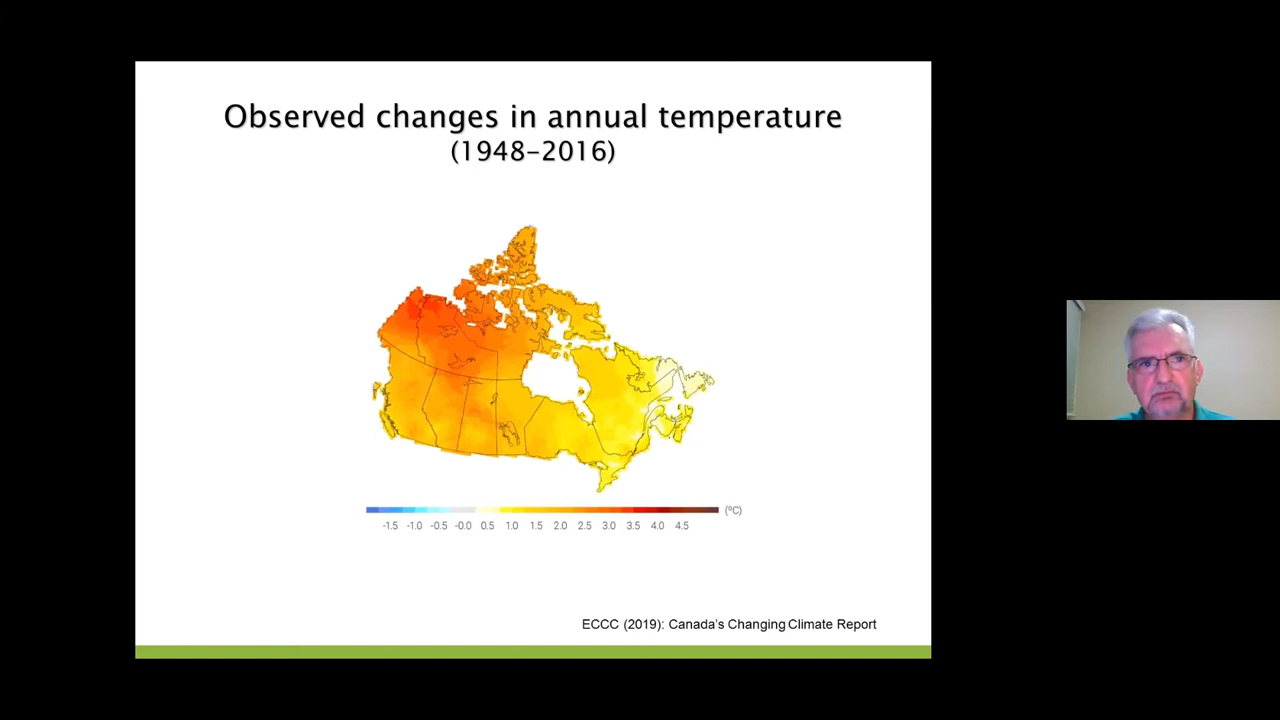 Observed changes in annual temperature
(1948-2016)
-1.5 -1.0 -0.5 -0.0 0.5 1.0 1.5 2.0 2.5 3.0 3.5 4.0 4.5 (ºC)
ECCC (2019): Canada's Changing Climate Report